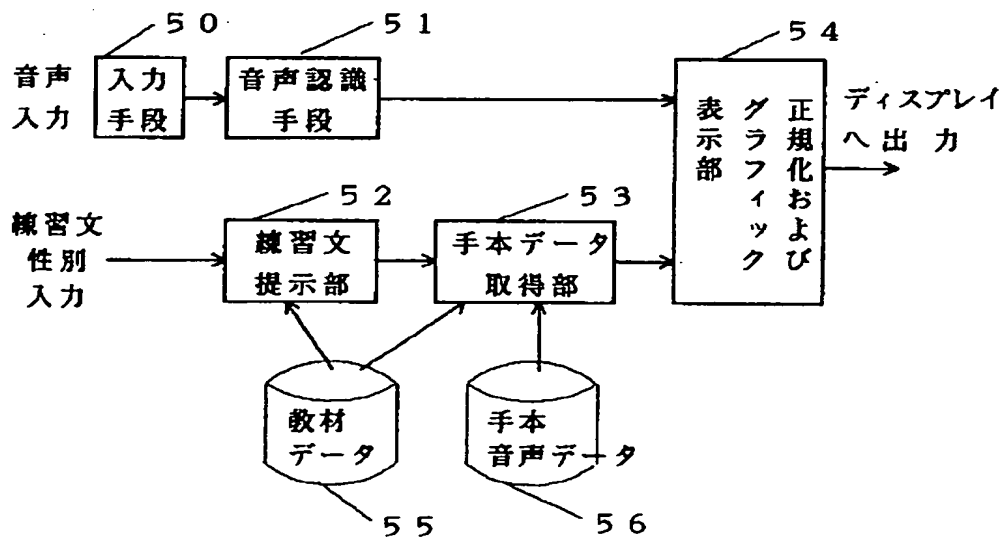 50
51
54
音声
入力
入力
手段
音声認識
手段
正規化および
グラフィック
表示部
ディスプレイ
へ出力
52
53
練習文
性別
入力
練習文
提示部
手本データ
取得部
教材
データ
手本
音声データ
55
56